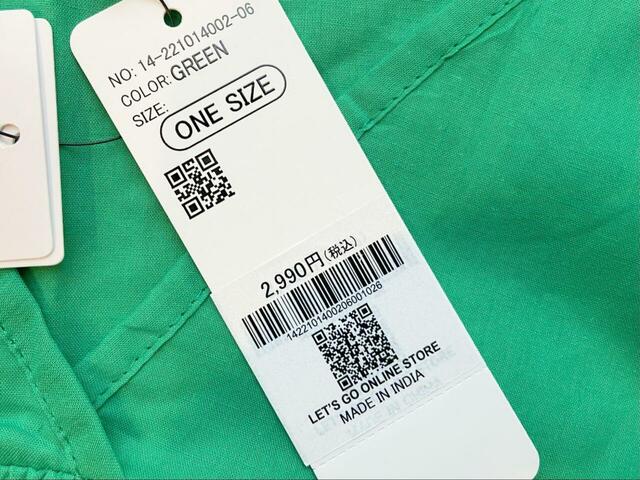 NO: 14-221014002-06
COLOR: GREEN
SIZE:
ONE SIZE
2,990円(税込)
1422101400206001026
LET'S GO ONLINE STORE
MADE IN INDIA